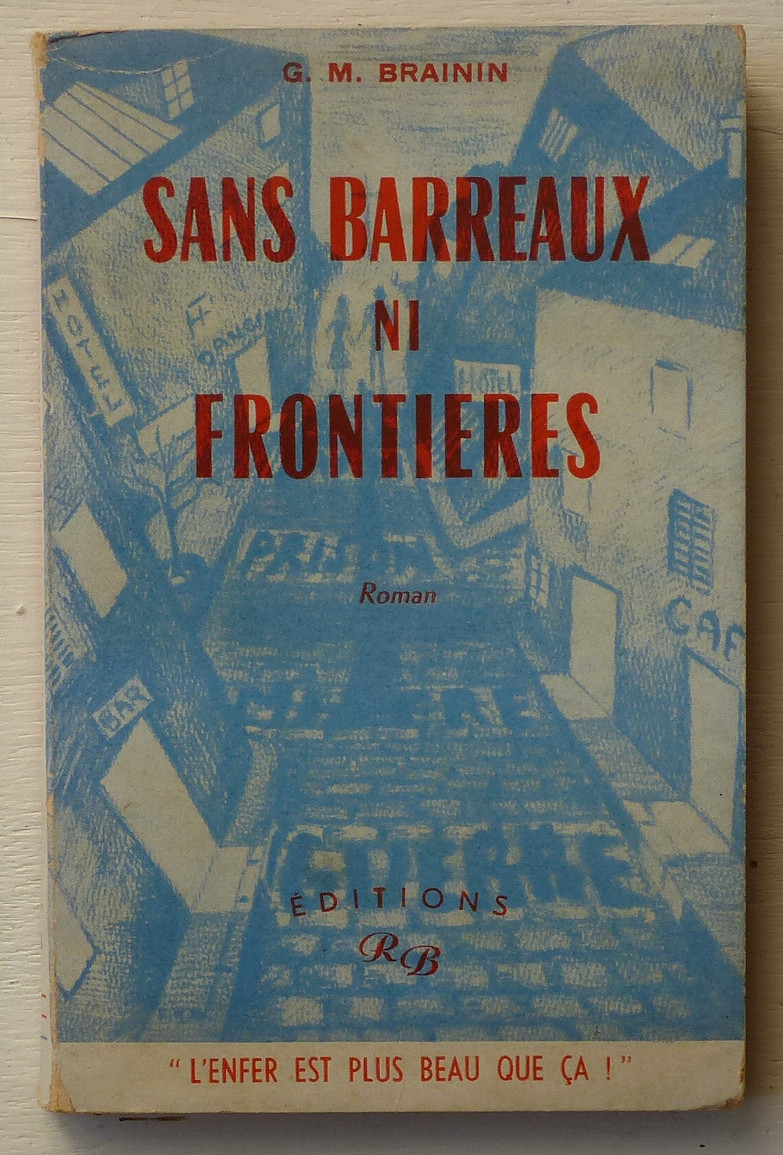 G. M. BRAININ
SANS BARREAUX
NI
FRONTIERES
HOTEL
HOTEL
PRISON
Roman
CAF
BAR
MISERE
GUERRE
ÉDITIONS
RB
“ L'ENFER EST PLUS BEAU QUE ÇA ! ”